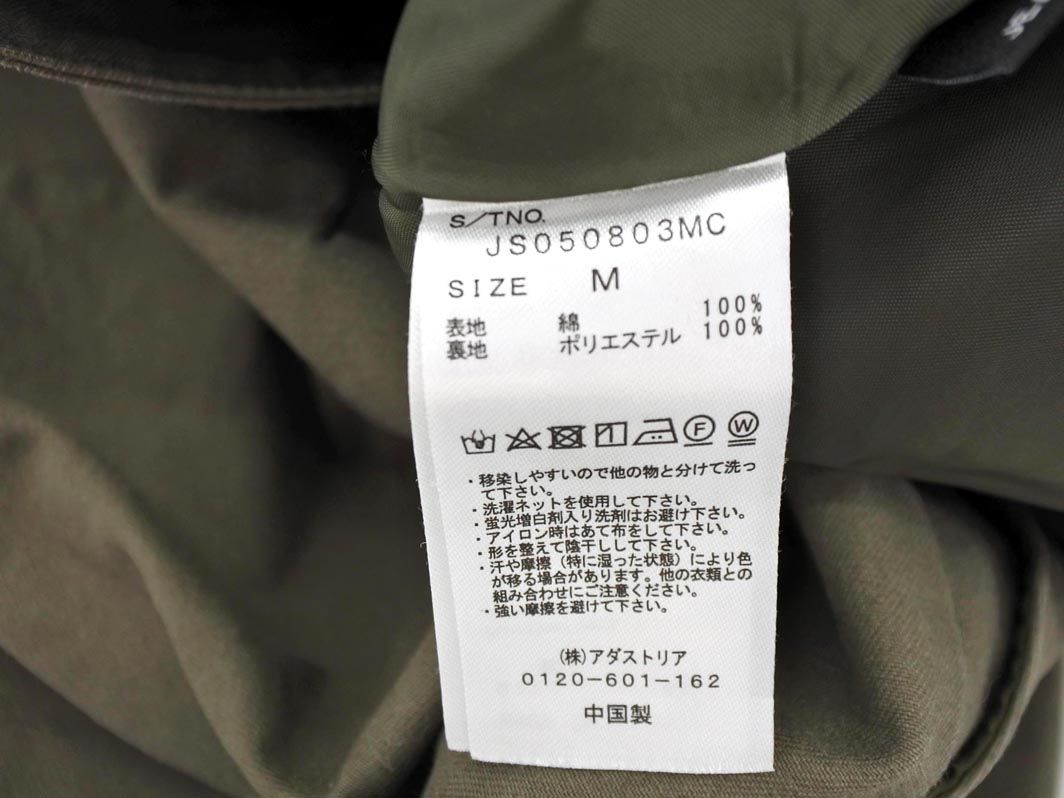 S/TNO.
JS050803MC
SIZE M
表地 綿 100%
裏地 ポリエステル 100%
F W
・移染しやすいので他の物と分けて洗っ
て下さい。
・洗濯ネットを使用して下さい。
・蛍光増白剤入り洗剤はお避け下さい。
・アイロン時はあて布をして下さい。
・形を整えて陰干しして下さい。
・汗や摩擦（特に湿った状態）により色
が移る場合があります。他の衣類との
組み合わせにご注意ください。
・強い摩擦を避けて下さい。
(株)アダストリア
0120-601-162
中国製